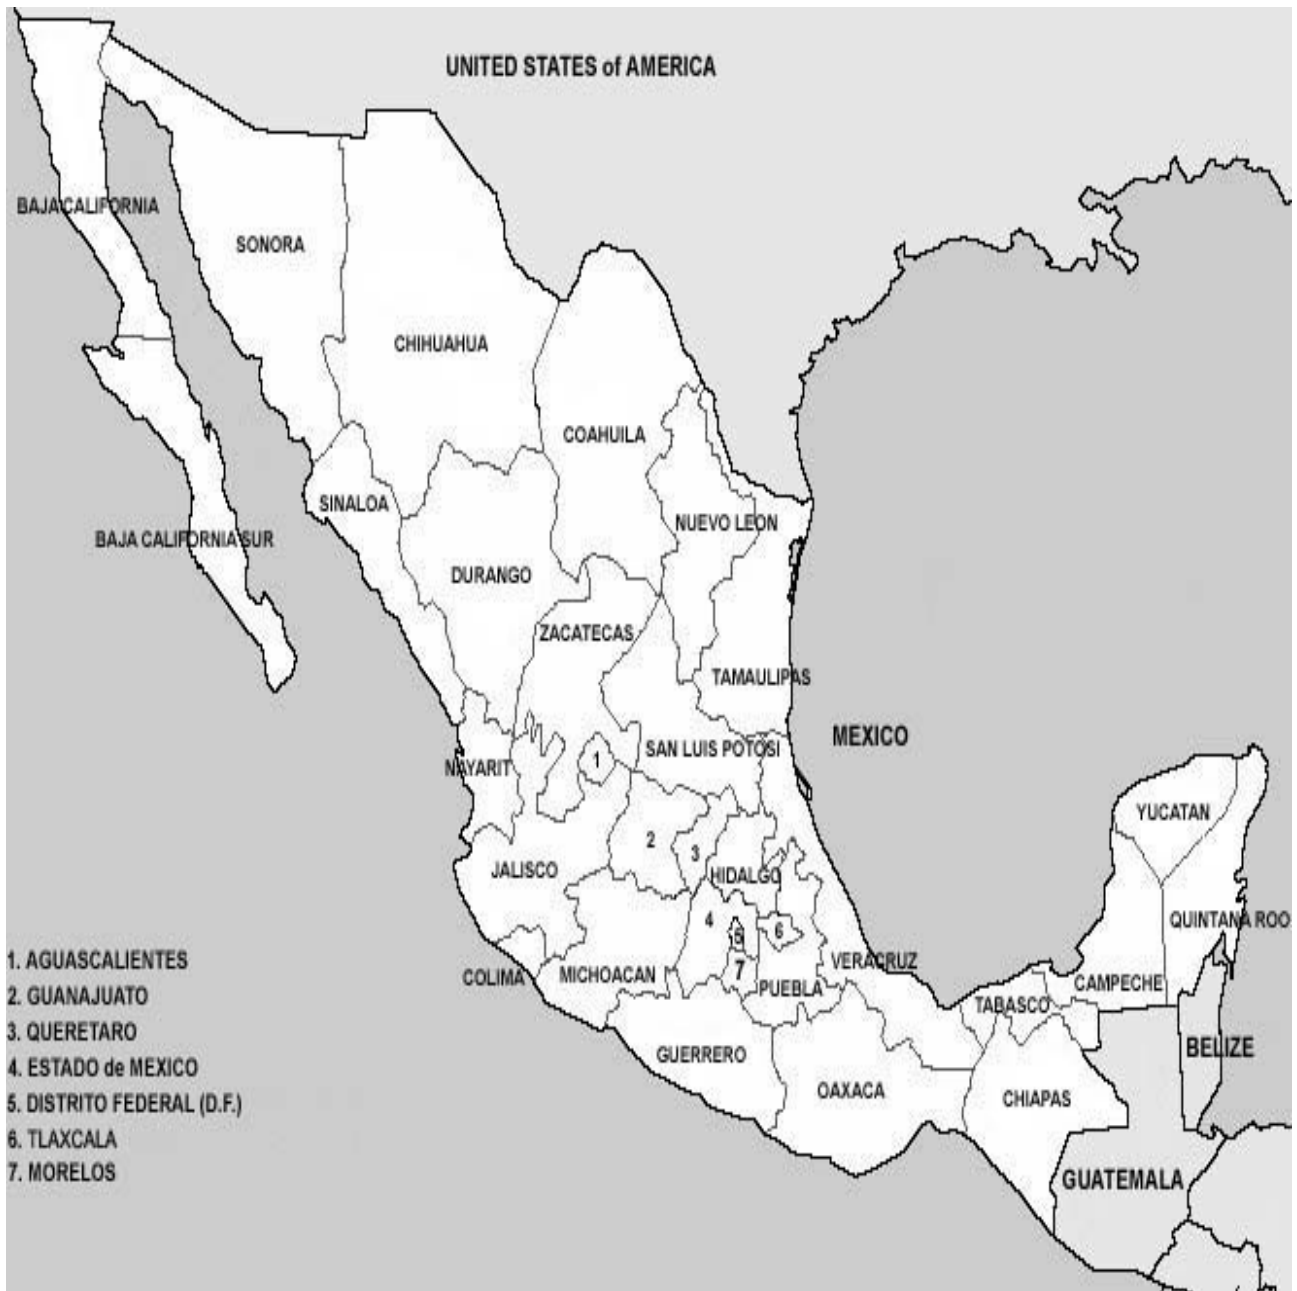 UNITED STATES of AMERICA
BAJA CALIFORNIA
SONORA
CHIHUAHUA
COAHUILA
SINALOA
NUEVO LEON
BAJA CALIFORNIA SUR
DURANGO
ZACATECAS
TAMAULIPAS
MEXICO
SAN LUIS POTOSI
NAYARIT
1
YUCATAN
2
3
JALISCO
HIDALGO
4
QUINTANA ROO
5
6
VERACRUZ
7
COLIMA
MICHOACAN
PUEBLA
CAMPECHE
TABASCO
BELIZE
GUERRERO
OAXACA
CHIAPAS
GUATEMALA
1. AGUASCALIENTES
2. GUANAJUATO
3. QUERETARO
4. ESTADO de MEXICO
5. DISTRITO FEDERAL (D.F.)
6. TLAXCALA
7. MORELOS